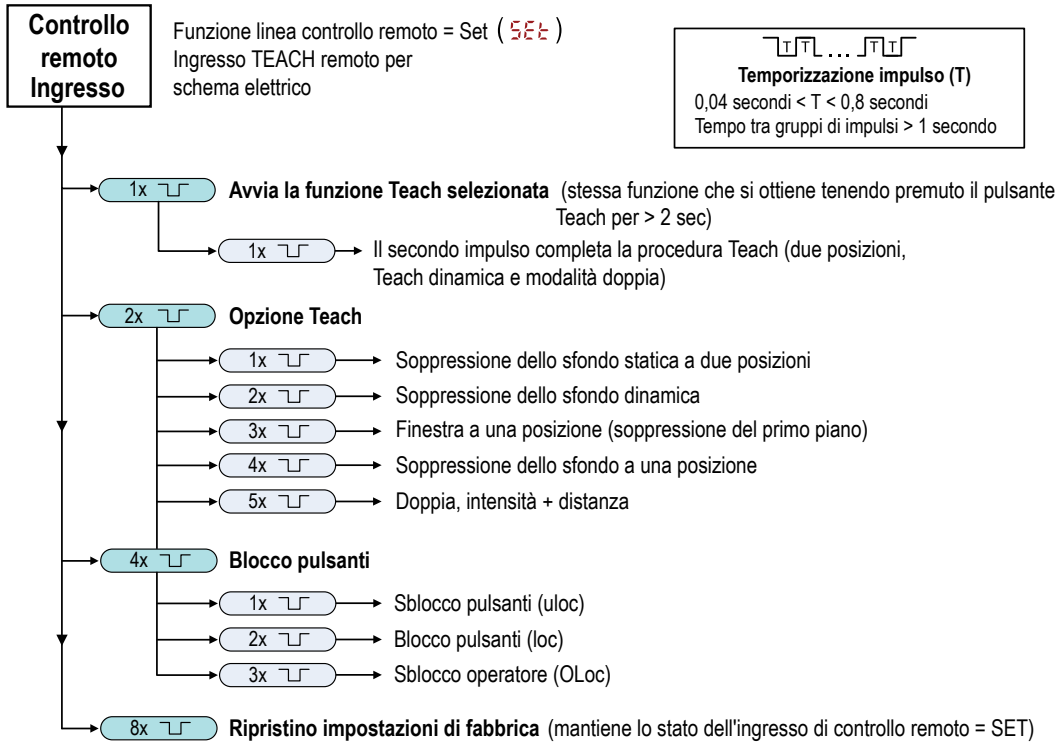 Controllo
remoto
Ingresso
Funzione linea controllo remoto = Set ( SEt )
Ingresso TEACH remoto per
schema elettrico
T T ... T T
Temporizzazione impulso (T)
0,04 secondi < T < 0,8 secondi
Tempo tra gruppi di impulsi > 1 secondo
1x Avvia la funzione Teach selezionata (stessa funzione che si ottiene tenendo premuto il pulsante
Teach per > 2 sec)
1x Il secondo impulso completa la procedura Teach (due posizioni,
Teach dinamica e modalità doppia)
2x Opzione Teach
1x Soppressione dello sfondo statica a due posizioni
2x Soppressione dello sfondo dinamica
3x Finestra a una posizione (soppressione del primo piano)
4x Soppressione dello sfondo a una posizione
5x Doppia, intensità + distanza
4x Blocco pulsanti
1x Sblocco pulsanti (uloc)
2x Blocco pulsanti (loc)
3x Sblocco operatore (OLoc)
8x Ripristino impostazioni di fabbrica (mantiene lo stato dell'ingresso di controllo remoto = SET)